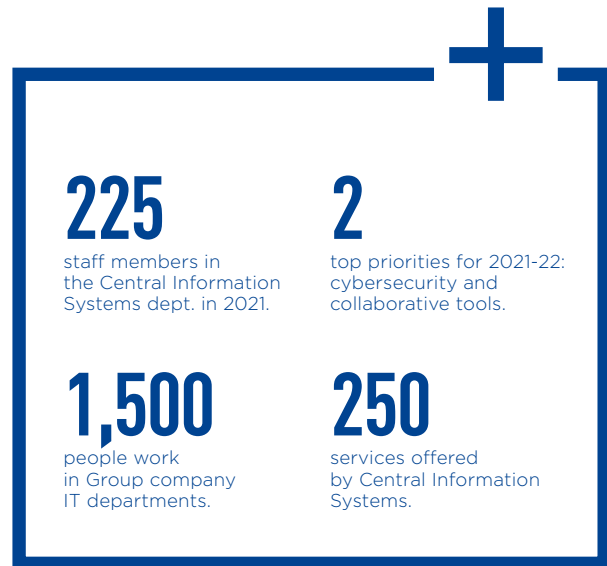 225
staff members in
the Central Information
Systems dept. in 2021.
2
top priorities for 2021-22:
cybersecurity and
collaborative tools.
1,500
people work
in Group company
IT departments.
250
services offered
by Central Information
Systems.